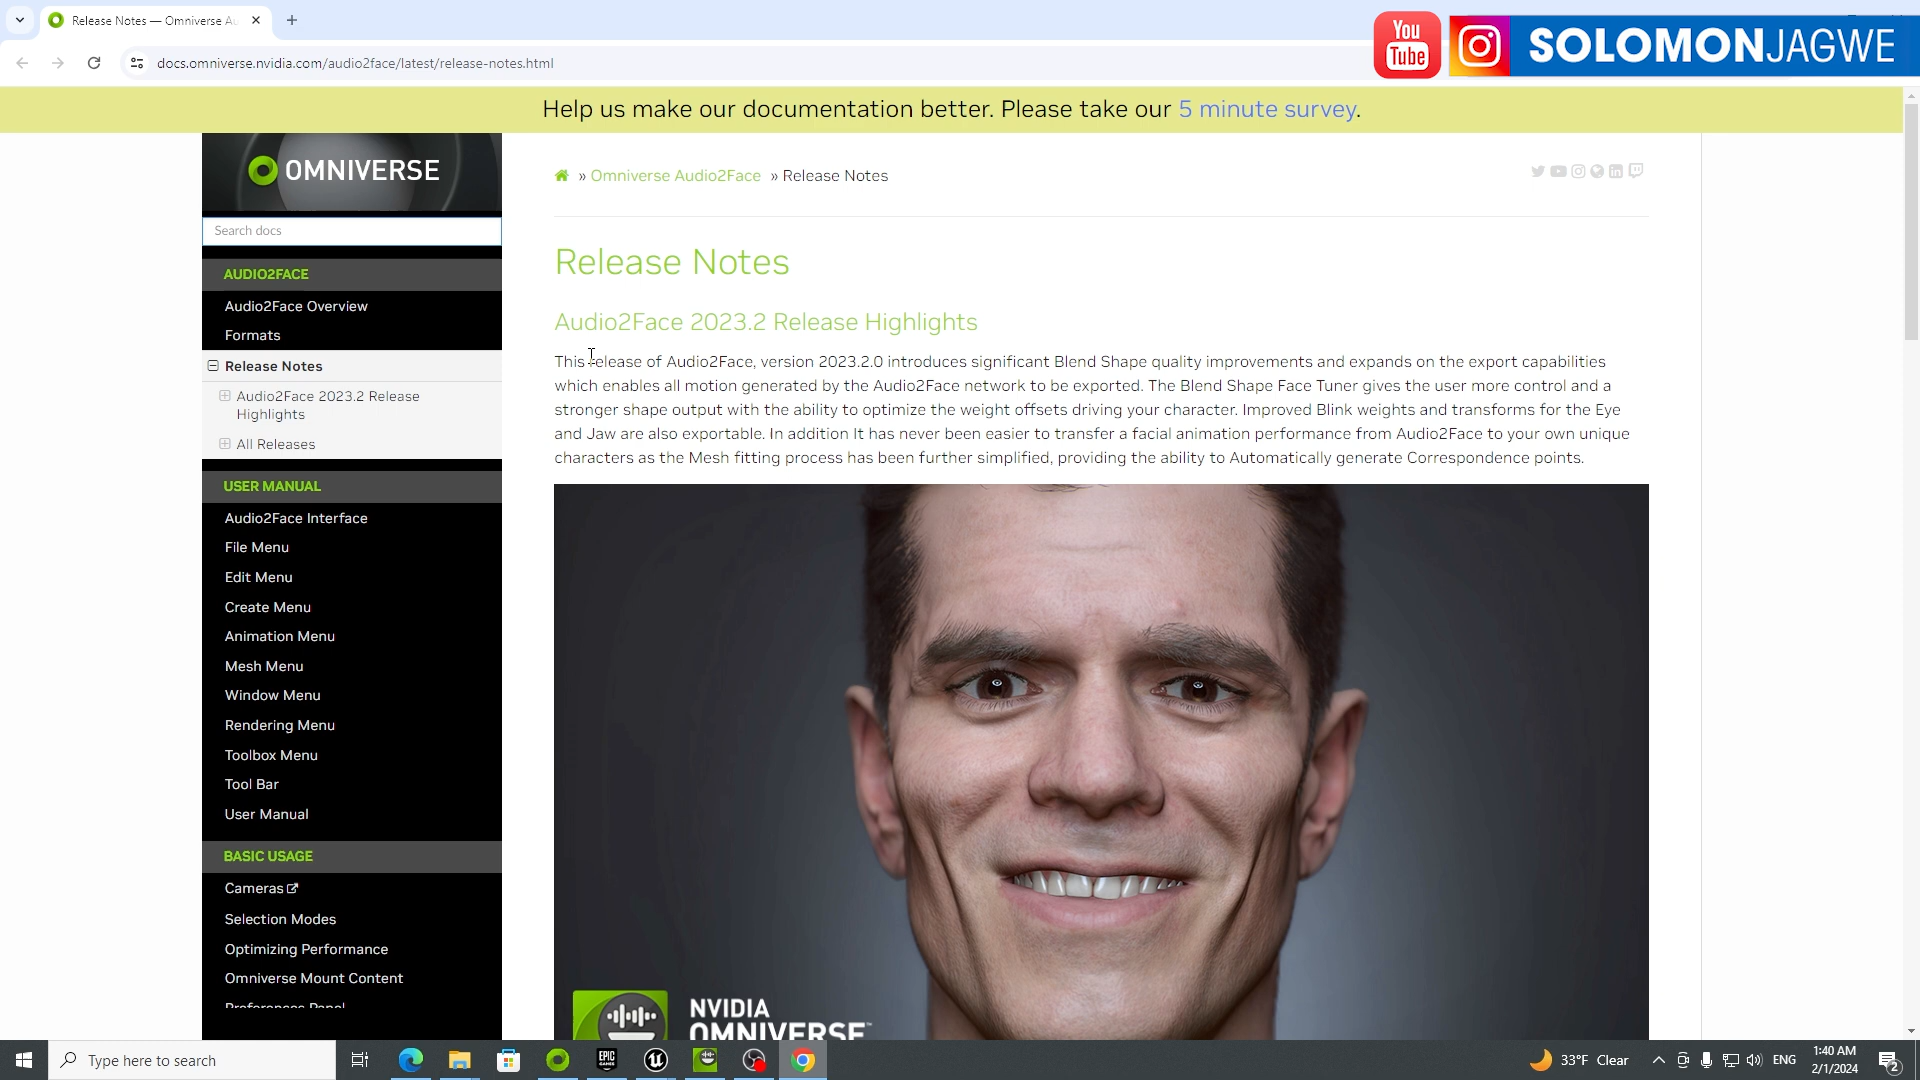 Release Notes — Omniverse Au
docs.omniverse.nvidia.com/audio2face/latest/release-notes.html
You
Tube
SOLOMONJAGWE
Help us make our documentation better. Please take our 5 minute survey.
OMNIVERSE
Search docs
AUDIO2FACE
Audio2Face Overview
Formats
Release Notes
Audio2Face 2023.2 Release
Highlights
All Releases
USER MANUAL
Audio2Face Interface
File Menu
Edit Menu
Create Menu
Animation Menu
Mesh Menu
Window Menu
Rendering Menu
Toolbox Menu
Tool Bar
User Manual
BASIC USAGE
Cameras
Selection Modes
Optimizing Performance
Omniverse Mount Content
Preferences Panel
» Omniverse Audio2Face » Release Notes
Release Notes
Audio2Face 2023.2 Release Highlights
This release of Audio2Face, version 2023.2.0 introduces significant Blend Shape quality improvements and expands on the export capabilities
which enables all motion generated by the Audio2Face network to be exported. The Blend Shape Face Tuner gives the user more control and a
stronger shape output with the ability to optimize the weight offsets driving your character. Improved Blink weights and transforms for the Eye
and Jaw are also exportable. In addition It has never been easier to transfer a facial animation performance from Audio2Face to your own unique
characters as the Mesh fitting process has been further simplified, providing the ability to Automatically generate Correspondence points.
NVIDIA
OMNIVERSE™
Type here to search
EPIC
GAMES
33°F Clear
ENG
1:40 AM
2/1/2024
2